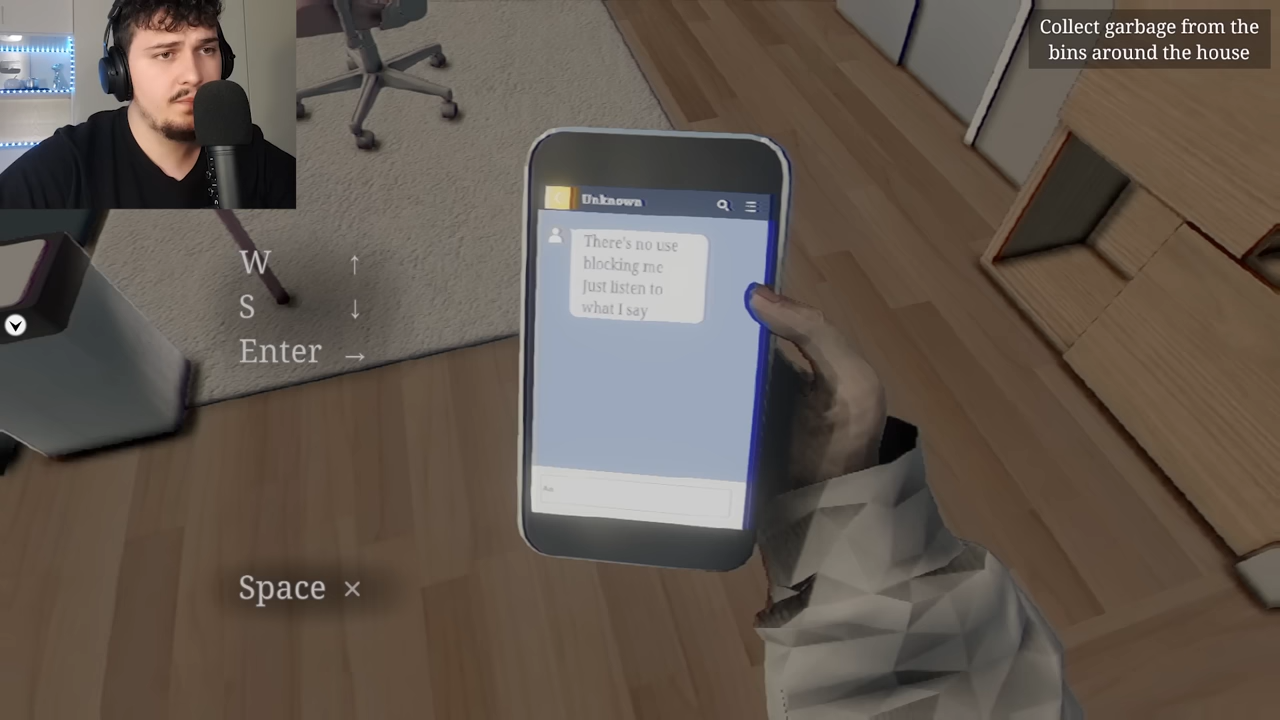 Collect garbage from the
bins around the house
Unknown
There's no use
blocking me
Just listen to
what I say
Aa
W ↑
S ↓
Enter →
Space ×